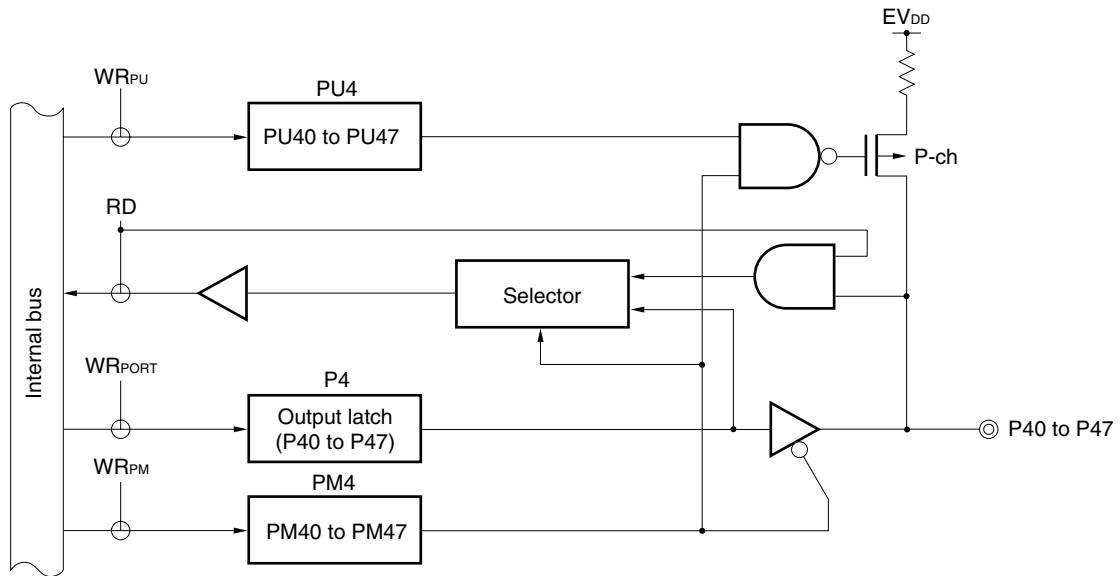 EVDD
WRPU
PU4
PU40 to PU47
P-ch
RD
Selector
Internal bus
WRPORT
P4
Output latch
(P40 to P47)
P40 to P47
WRPM
PM4
PM40 to PM47